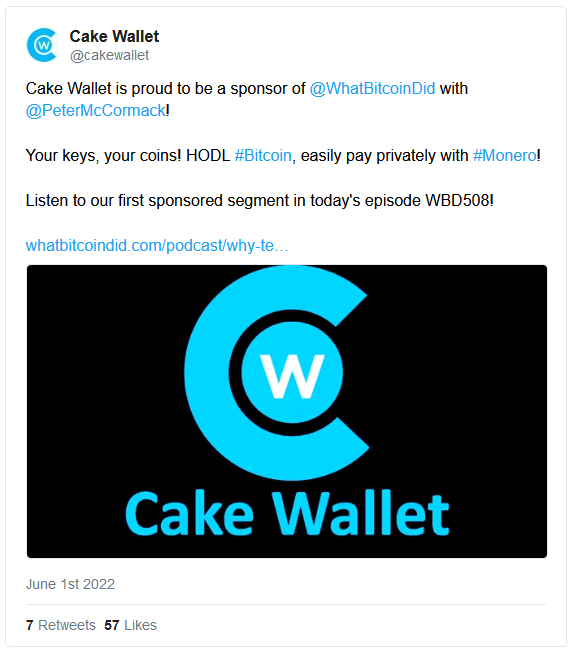 Cake Wallet
@cakewallet
Cake Wallet is proud to be a sponsor of @WhatBitcoinDid with
@PeterMcCormack!
Your keys, your coins! HODL #Bitcoin, easily pay privately with #Monero!
Listen to our first sponsored segment in today's episode WBD508!
whatbitcoindid.com/podcast/why-te…
W
Cake Wallet
June 1st 2022
7 Retweets 57 Likes